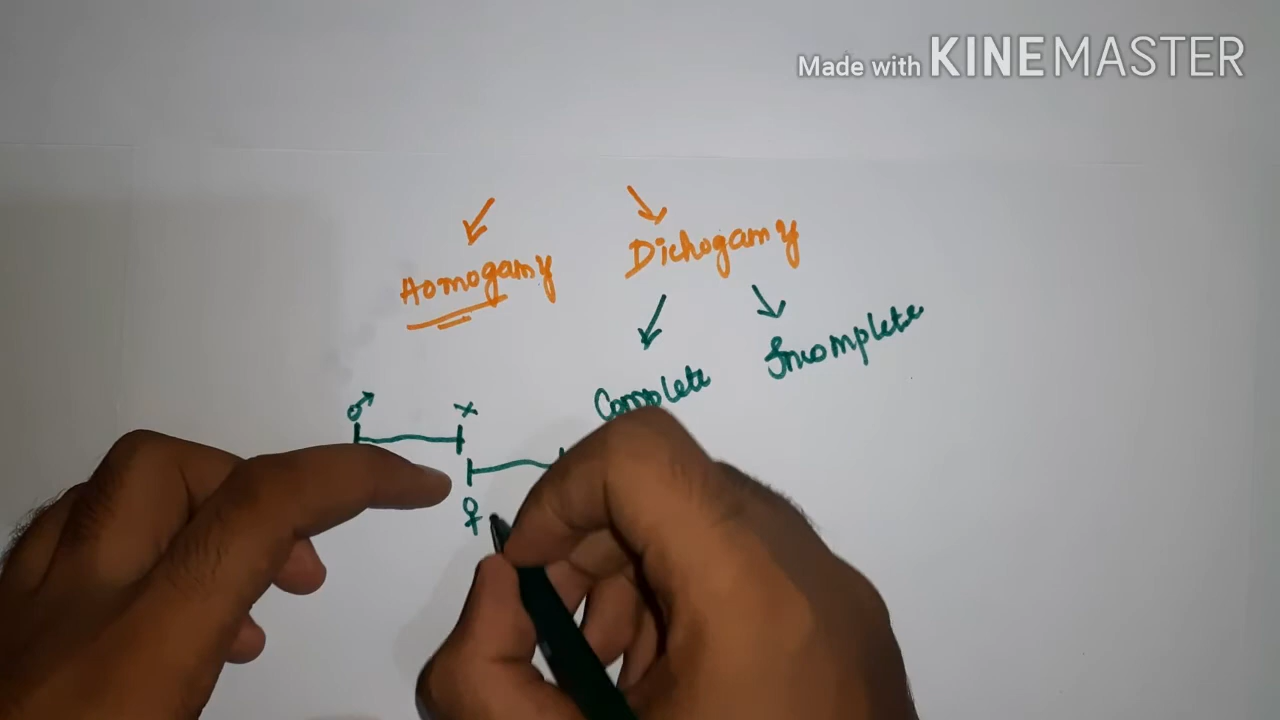 Made with KINEMASTER
Homogamy Dichogamy
Complete Incomplete
♂ x
♀